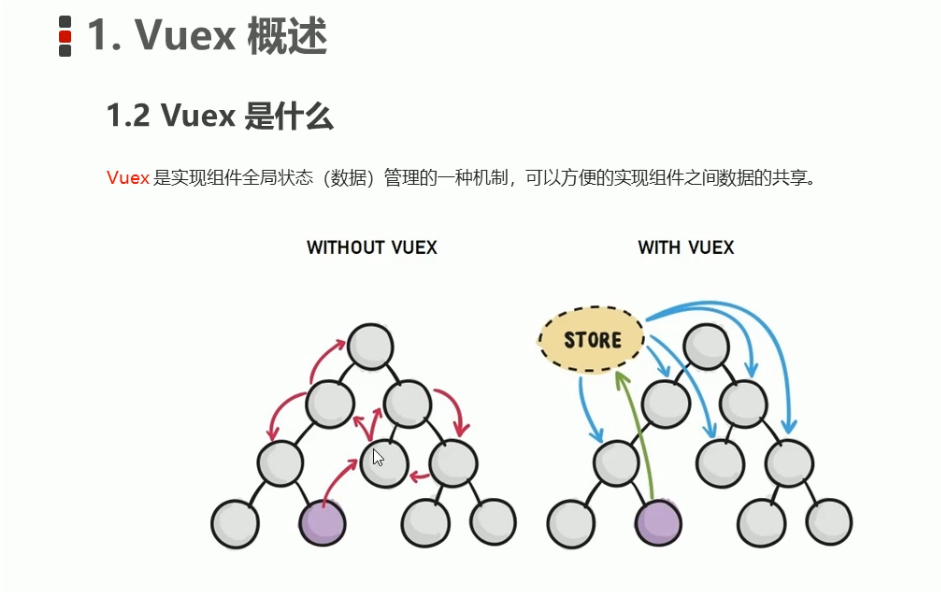 1. Vuex 概述
1.2 Vuex 是什么
Vuex 是实现组件全局状态（数据）管理的一种机制，可以方便的实现组件之间数据的共享。
WITHOUT VUEX
WITH VUEX
STORE